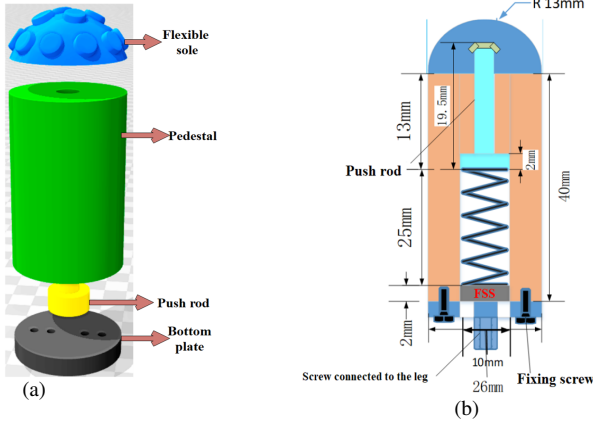 Flexible
sole
Pedestal
Push rod
Bottom
plate
(a)
R 13mm
19.5mm
13mm
2mm
Push rod
40mm
25mm
FSS
2mm
10mm
Screw connected to the leg
26mm
Fixing screw
(b)